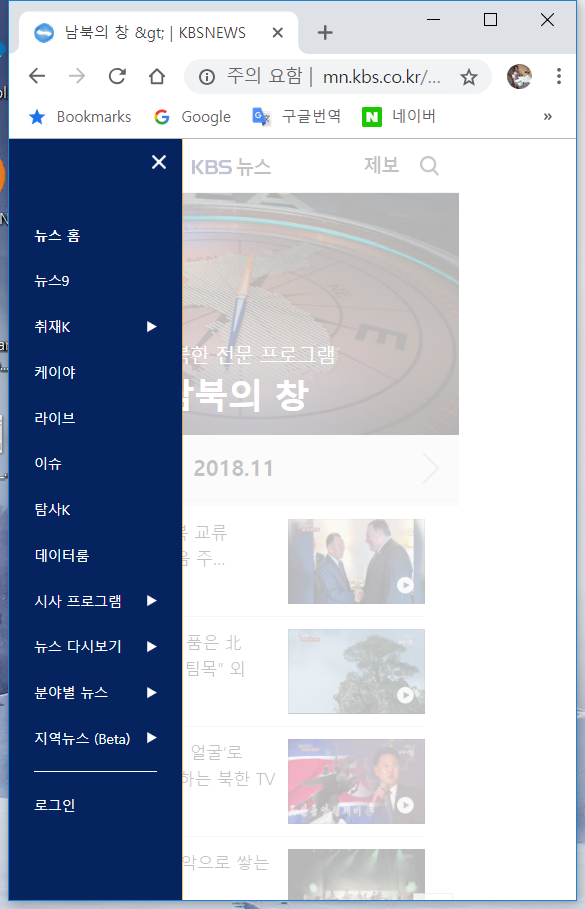 남북의 창 &gt; | KBSNEWS
주의 요함 | mn.kbs.co.kr/...
Bookmarks Google 구글번역 네이버 »
KBS 뉴스 제보
뉴스 홈
뉴스9
취재K
케이야
라이브
이슈
탐사K
데이터룸
시사 프로그램
뉴스 다시보기
분야별 뉴스
지역뉴스 (Beta)
로그인
북한 전문 프로그램
남북의 창
2018.11
교류
주...
품은 北
팀목" 외
얼굴'로
하는 북한 TV
악으로 쌓는